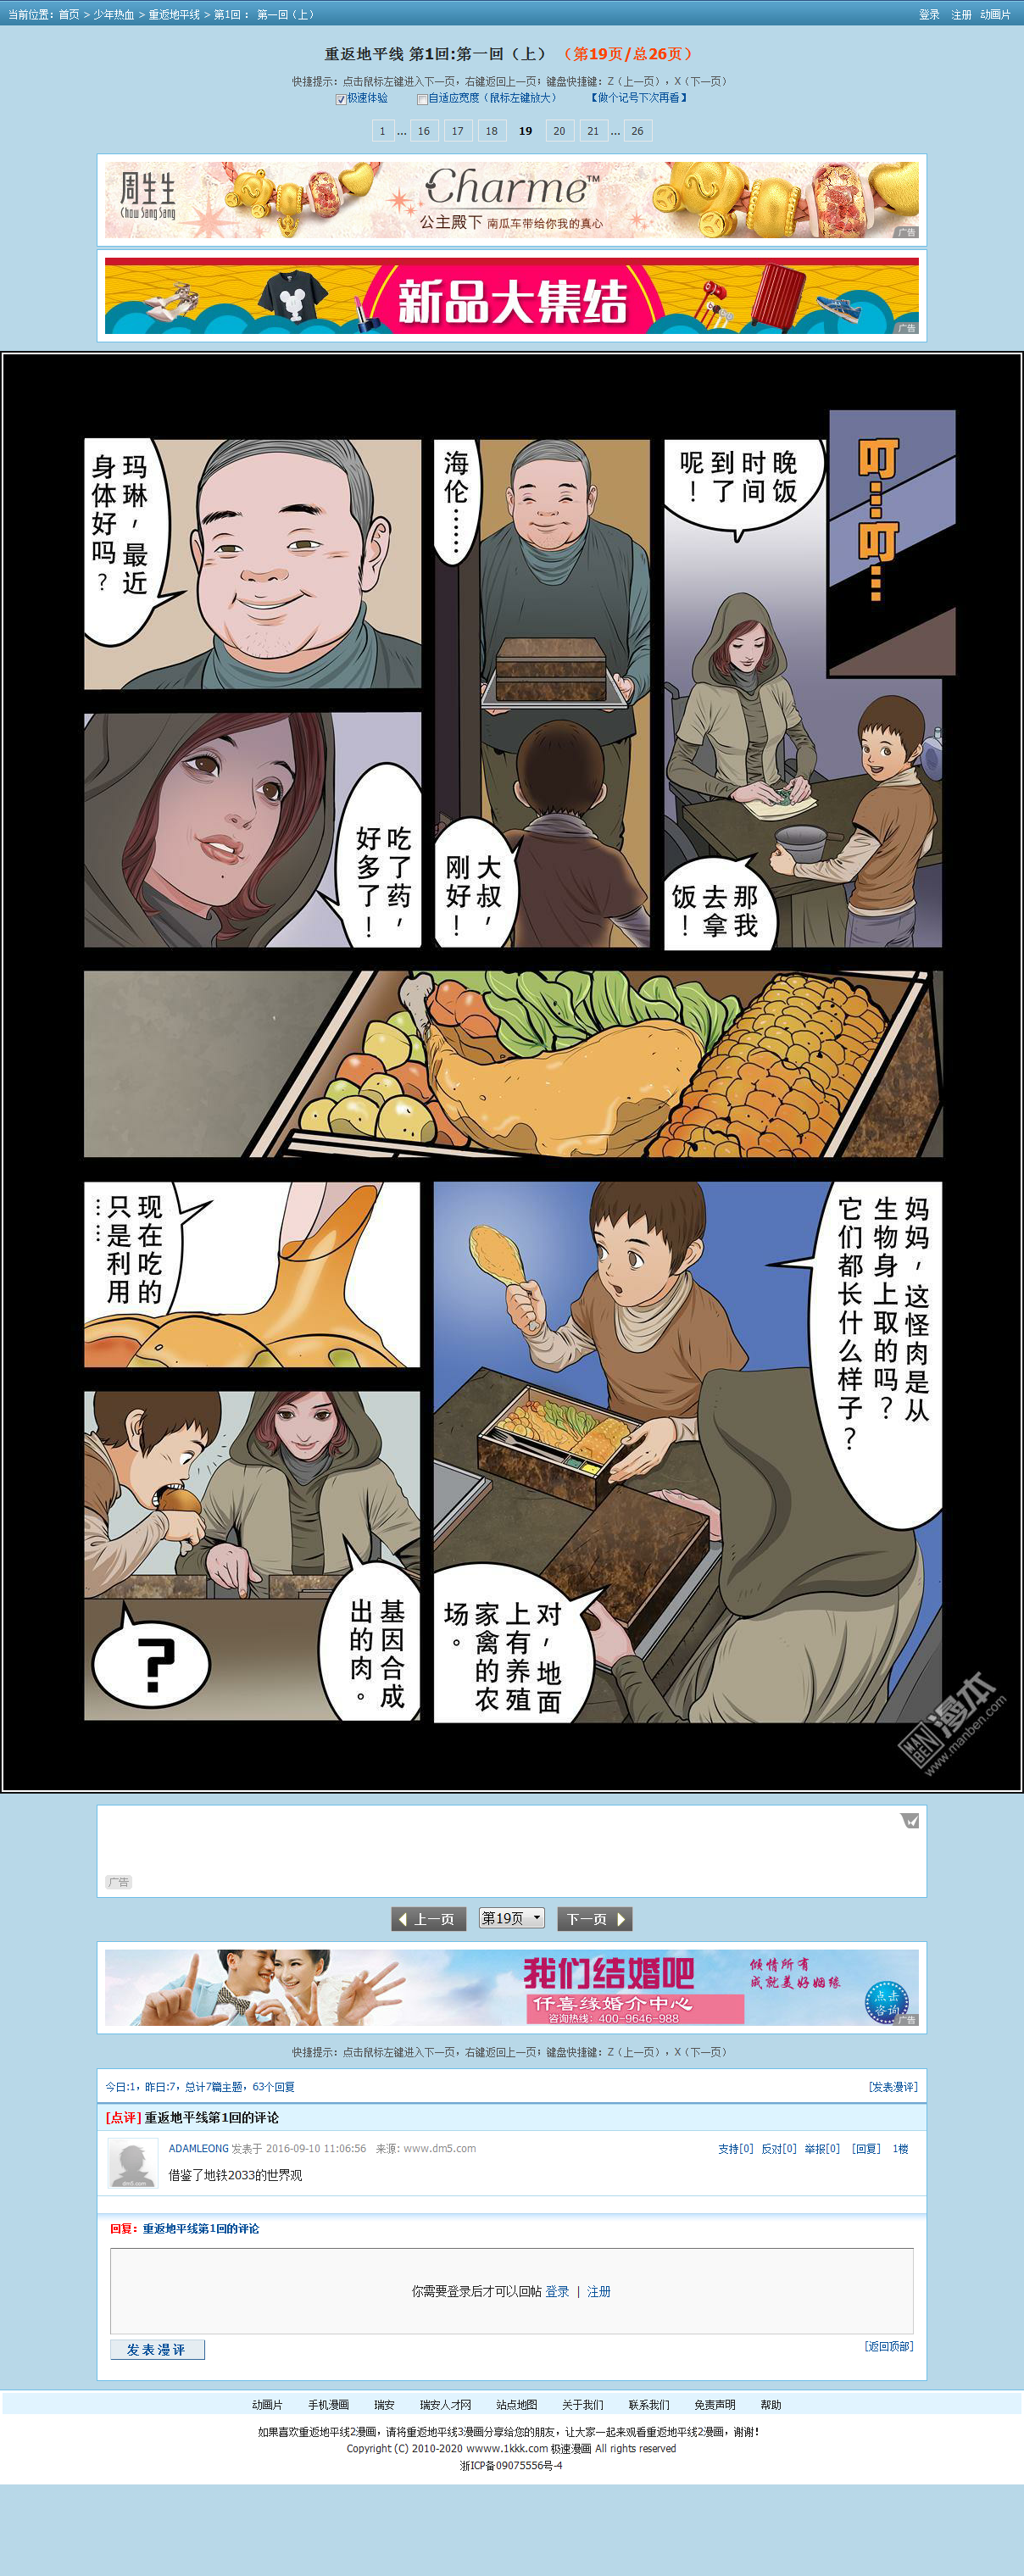 当前位置：首页 > 少年热血 > 重返地平线 > 第1回： 第一回（上）
登录 注册 动画片
重返地平线 第1回:第一回（上）（第19页/总26页）
快捷提示：点击鼠标左键进入下一页，右键返回上一页；键盘快捷键：Z（上一页），X（下一页）
极速体验 自适应宽度（鼠标左键放大） 【做个记号下次再看】
1 ... 16 17 18 19 20 21 ... 26
周生生
Chow Sang Sang
Charme™
公主殿下 南瓜车带给你我的真心
广告
新品大集结
广告
叮…叮…
晚饭
时间
到了
呢！
那我
去拿
饭！
海伦……
大叔，
刚好！
玛琳，最近
身体好吗？
吃了药，
好多了！
妈妈，这怪肉是从
生物身上取的吗？
它们都长什么样子？
现在吃的
只是利用
……
基因合成
出的肉。
?
对，地面
上有养殖
家禽的农
场。
MANBEN
漫本
www.manben.com
广告
上一页 第19页 下一页
我们结婚吧
仟喜缘婚介中心
咨询热线：400-9646-988
倾情所有
成就美好姻缘
点击
咨询
广告
快捷提示：点击鼠标左键进入下一页，右键返回上一页；键盘快捷键：Z（上一页），X（下一页）
今日:1，昨日:7，总计7篇主题，63个回复
[发表漫评]
[点评] 重返地平线第1回的评论
ADAMLEONG 发表于 2016-09-10 11:06:56 来源: www.dm5.com
支持[0] 反对[0] 举报[0] [回复] 1楼
dm5.com
借鉴了地铁2033的世界观
回复：重返地平线第1回的评论
你需要登录后才可以回帖 登录 | 注册
发表漫评
[返回顶部]
动画片 手机漫画 瑞安 瑞安人才网 站点地图 关于我们 联系我们 免责声明 帮助
如果喜欢重返地平线2漫画，请将重返地平线3漫画分享给您的朋友，让大家一起来观看重返地平线2漫画，谢谢！
Copyright (C) 2010-2020 wwww.1kkk.com 极速漫画 All rights reserved
浙ICP备09075556号-4